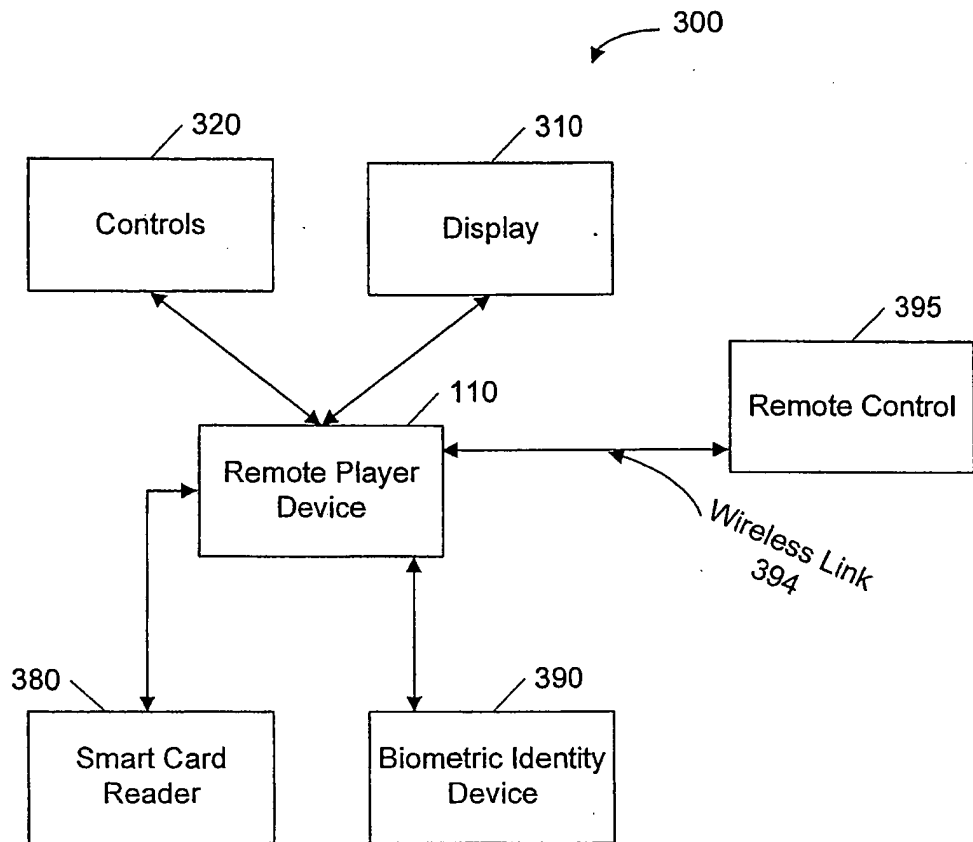 300
320
310
Controls
Display
395
Remote Control
110
Remote Player
Device
Wireless Link
394
380
390
Smart Card
Reader
Biometric Identity
Device